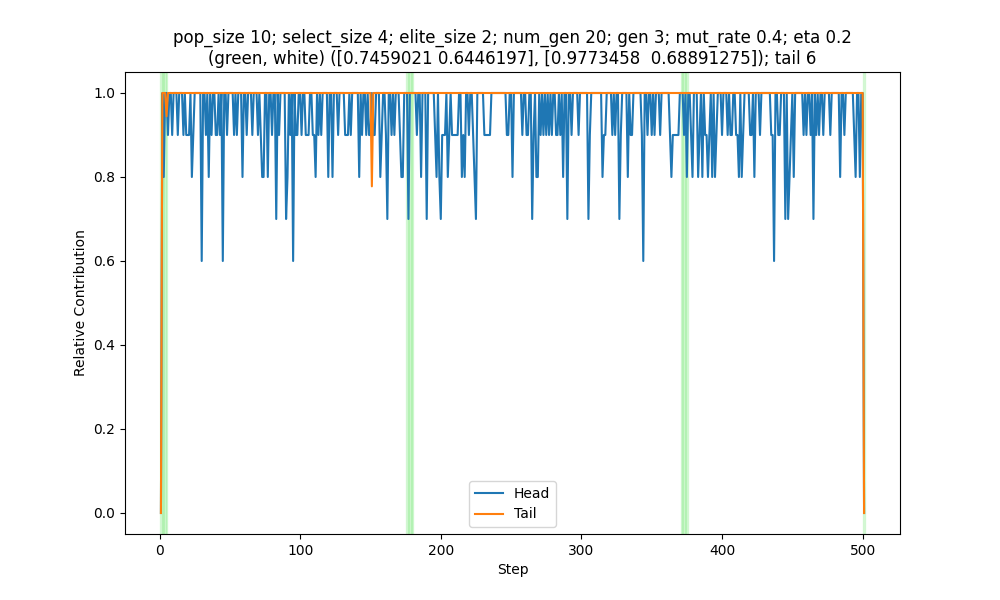 pop_size 10; select_size 4; elite_size 2; num_gen 20; gen 3; mut_rate 0.4; eta 0.2
(green, white) ([0.7459021 0.6446197], [0.9773458  0.68891275]); tail 6
1.0
0.8
0.6
0.4
0.2
0.0
Relative Contribution
Head
Tail
0
100
200
300
400
500
Step